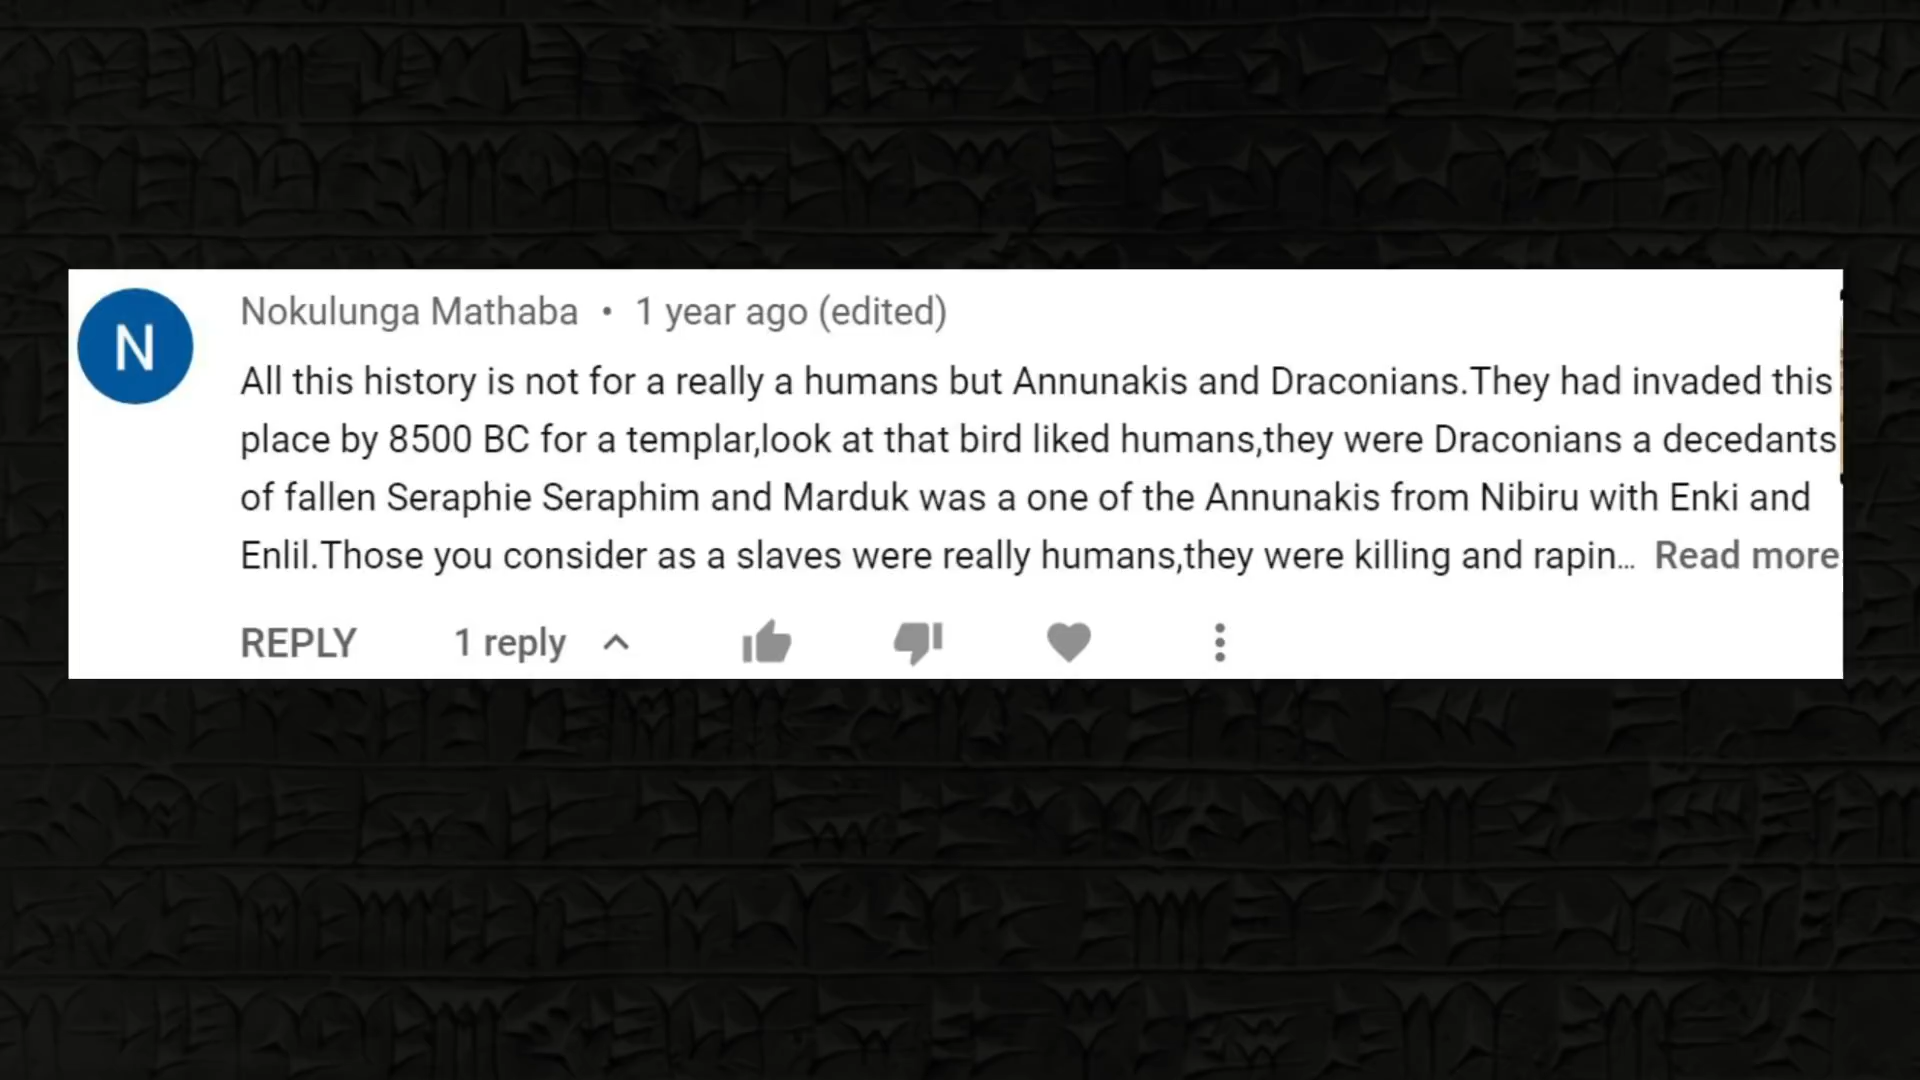 N
Nokulunga Mathaba • 1 year ago (edited)
All this history is not for a really a humans but Annunakis and Draconians.They had invaded this
place by 8500 BC for a templar,look at that bird liked humans,they were Draconians a decedants
of fallen Seraphie Seraphim and Marduk was a one of the Annunakis from Nibiru with Enki and
Enlil.Those you consider as a slaves were really humans,they were killing and rapin... Read more
REPLY 1 reply